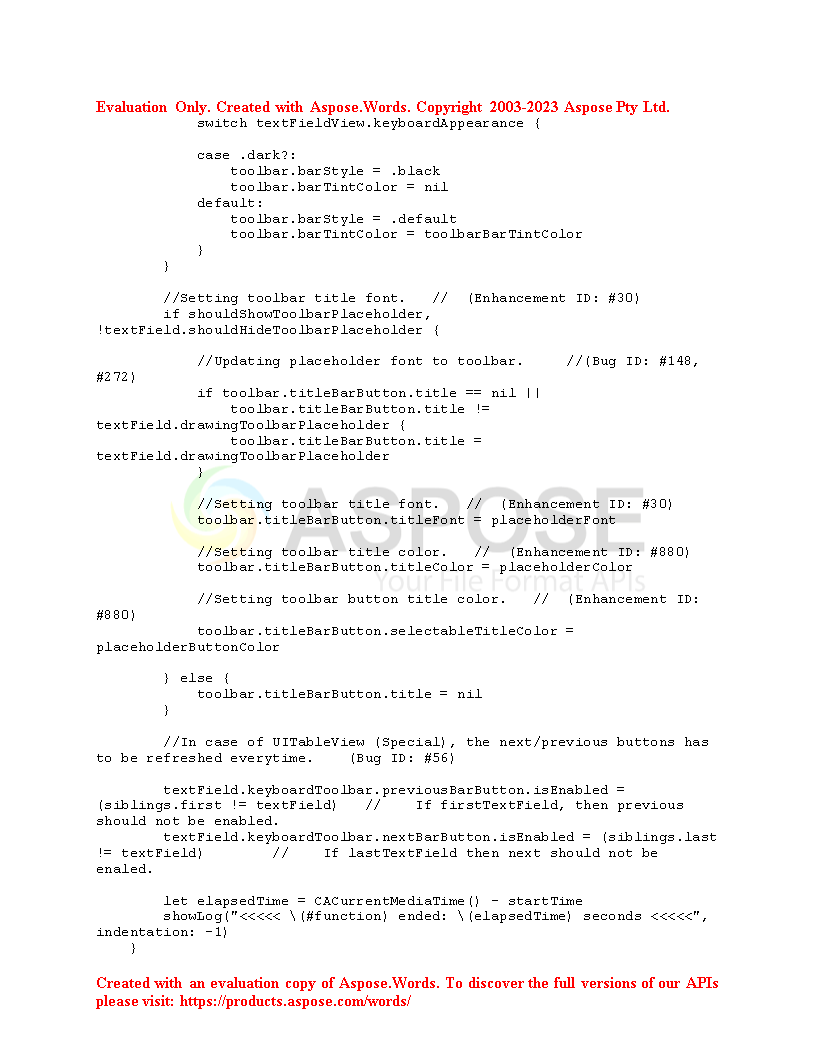 Evaluation Only. Created with Aspose.Words. Copyright 2003-2023 Aspose Pty Ltd.
            switch textFieldView.keyboardAppearance {

            case .dark?:
                toolbar.barStyle = .black
                toolbar.barTintColor = nil
            default:
                toolbar.barStyle = .default
                toolbar.barTintColor = toolbarBarTintColor
            }
        }

        //Setting toolbar title font.   //  (Enhancement ID: #30)
        if shouldShowToolbarPlaceholder,
!textField.shouldHideToolbarPlaceholder {

            //Updating placeholder font to toolbar.     //(Bug ID: #148,
#272)
            if toolbar.titleBarButton.title == nil ||
                toolbar.titleBarButton.title !=
textField.drawingToolbarPlaceholder {
                toolbar.titleBarButton.title =
textField.drawingToolbarPlaceholder
            }

            //Setting toolbar title font.   //  (Enhancement ID: #30)
            toolbar.titleBarButton.titleFont = placeholderFont

            //Setting toolbar title color.   //  (Enhancement ID: #880)
            toolbar.titleBarButton.titleColor = placeholderColor

            //Setting toolbar button title color.   //  (Enhancement ID:
#880)
            toolbar.titleBarButton.selectableTitleColor =
placeholderButtonColor

        } else {
            toolbar.titleBarButton.title = nil
        }

        //In case of UITableView (Special), the next/previous buttons has
to be refreshed everytime.    (Bug ID: #56)

        textField.keyboardToolbar.previousBarButton.isEnabled =
(siblings.first != textField)   //    If firstTextField, then previous
should not be enabled.
        textField.keyboardToolbar.nextBarButton.isEnabled = (siblings.last
!= textField)        //    If lastTextField then next should not be
enaled.

        let elapsedTime = CACurrentMediaTime() - startTime
        showLog("<<<<< \(#function) ended: \(elapsedTime) seconds <<<<<",
indentation: -1)
    }
ASPOSE
Your File Format APIs
Created with an evaluation copy of Aspose.Words. To discover the full versions of our APIs
please visit: https://products.aspose.com/words/